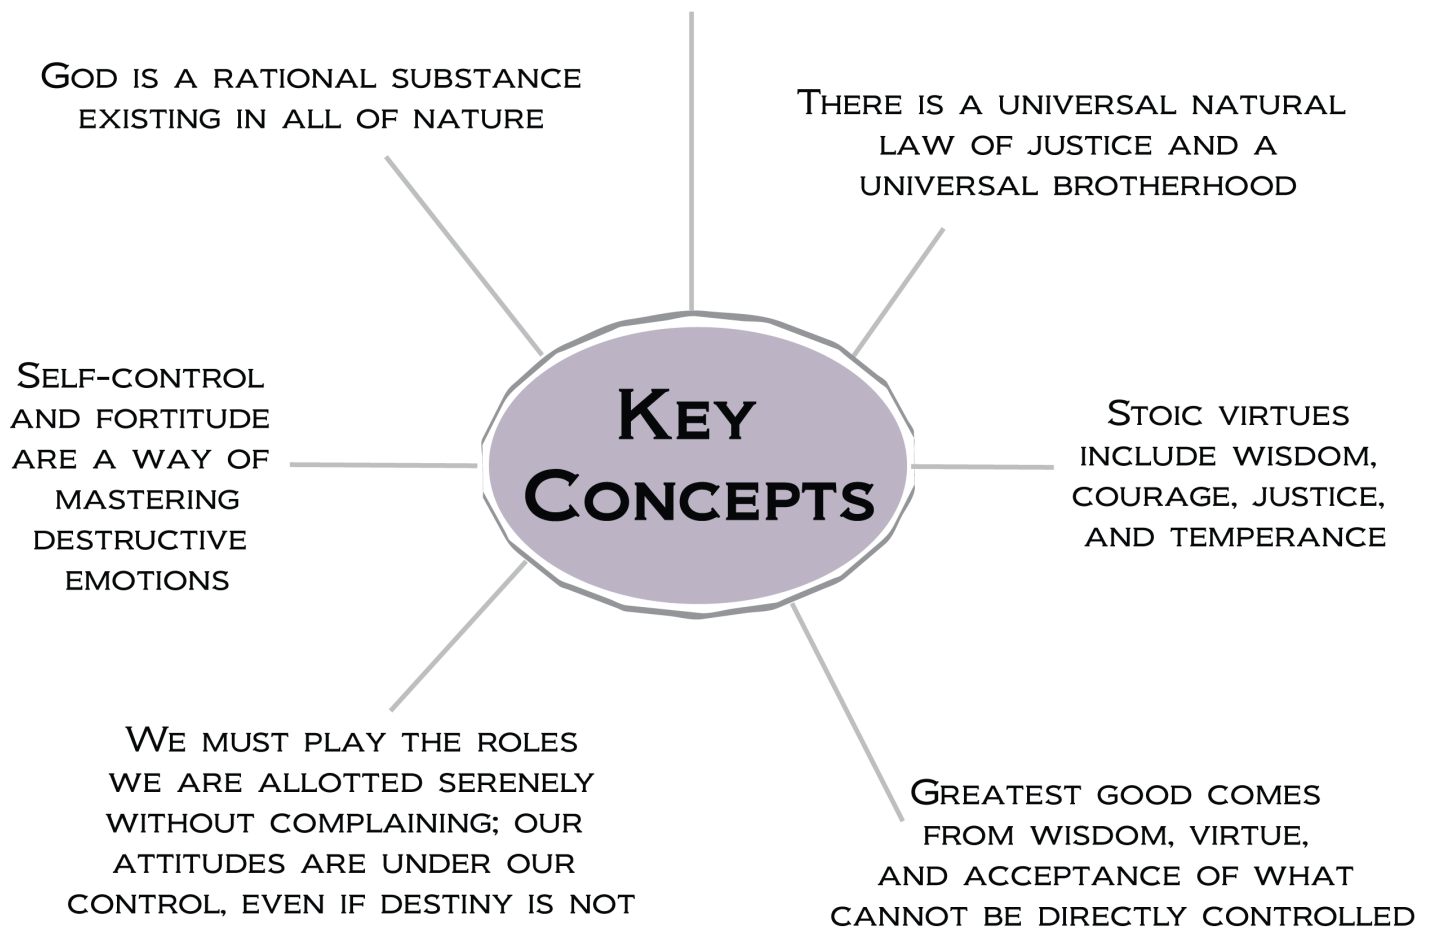 God is a rational substance
existing in all of nature
There is a universal natural
law of justice and a
universal brotherhood
Self-control
and fortitude
are a way of
mastering
destructive
emotions
Key
Concepts
Stoic virtues
include wisdom,
courage, justice,
and temperance
We must play the roles
we are allotted serenely
without complaining; our
attitudes are under our
control, even if destiny is not
Greatest good comes
from wisdom, virtue,
and acceptance of what
cannot be directly controlled